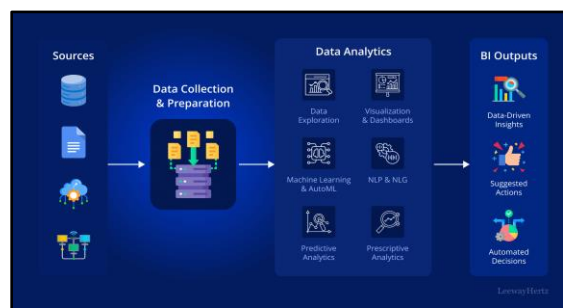 Sources
Data Collection
& Preparation
Data Analytics
Data
Exploration
Visualization
& Dashboards
Machine Learning
& AutoML
NLP & NLG
Predictive
Analytics
Prescriptive
Analytics
BI Outputs
Data-Driven
Insights
Suggested
Actions
Automated
Decisions
LeewayHertz